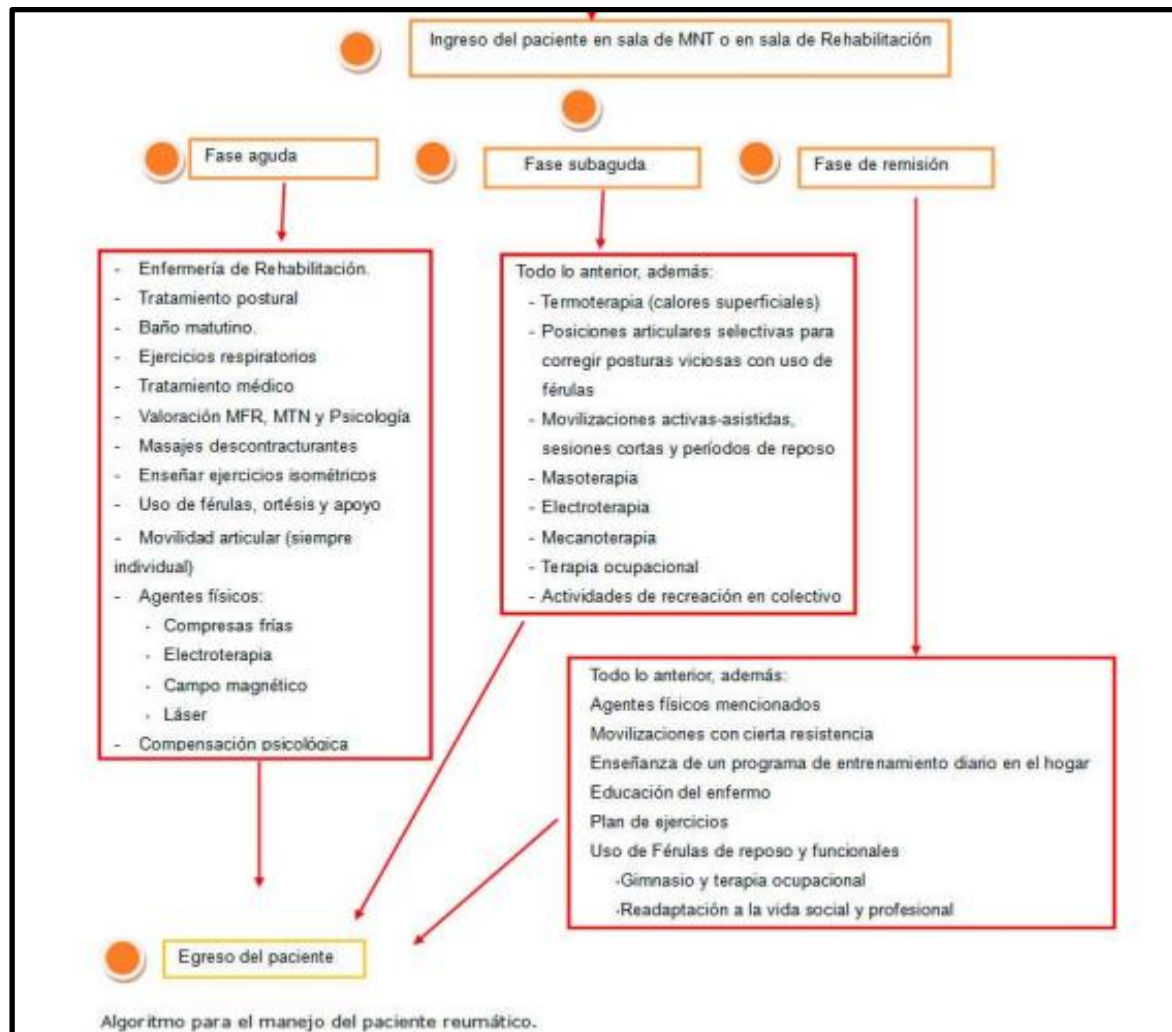 Ingreso del paciente en sala de MNT o en sala de Rehabilitación
Fase aguda
Fase subaguda
Fase de remisión
- Enfermería de Rehabilitación.
- Tratamiento postural
- Baño matutino.
- Ejercicios respiratorios
- Tratamiento médico
- Valoración MFR, MTN y Psicología
- Masajes descontracturantes
- Enseñar ejercicios isométricos
- Uso de férulas, ortésis y apoyo
- Movilidad articular (siempre
individual)
- Agentes físicos:
- Compresas frías
- Electroterapia
- Campo magnético
- Láser
- Compensación psicológica
Todo lo anterior, además:
- Termoterapia (calores superficiales)
- Posiciones articulares selectivas para
corregir posturas viciosas con uso de
férulas
- Movilizaciones activas-asistidas,
sesiones cortas y períodos de reposo
- Masoterapia
- Electroterapia
- Mecanoterapia
- Terapia ocupacional
- Actividades de recreación en colectivo
Todo lo anterior, además:
Agentes físicos mencionados
Movilizaciones con cierta resistencia
Enseñanza de un programa de entrenamiento diario en el hogar
Educación del enfermo
Plan de ejercicios
Uso de Férulas de reposo y funcionales
-Gimnasio y terapia ocupacional
-Readaptación a la vida social y profesional
Egreso del paciente
Algoritmo para el manejo del paciente reumático.